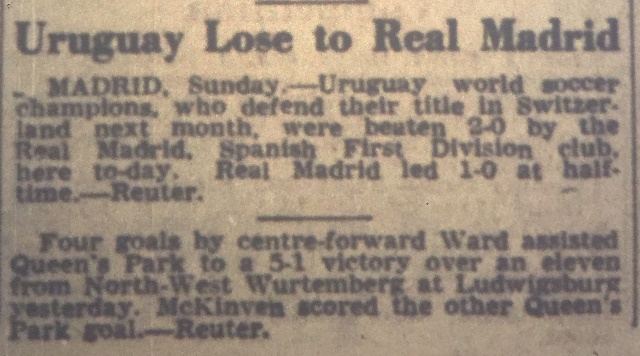 Uruguay Lose to Real Madrid
MADRID, Sunday.—Uruguay world soccer
champions, who defend their title in Switzer-
land next month, were beaten 2-0 by the
Real Madrid, Spanish First Division club,
here to-day. Real Madrid led 1-0 at half-
time.—Reuter.
Four goals by centre-forward Ward assisted
Queen's Park to a 5-1 victory over an eleven
from North-West Wurtemberg at Ludwigsburg
yesterday. McKinven scored the other Queen's
Park goal.—Reuter.